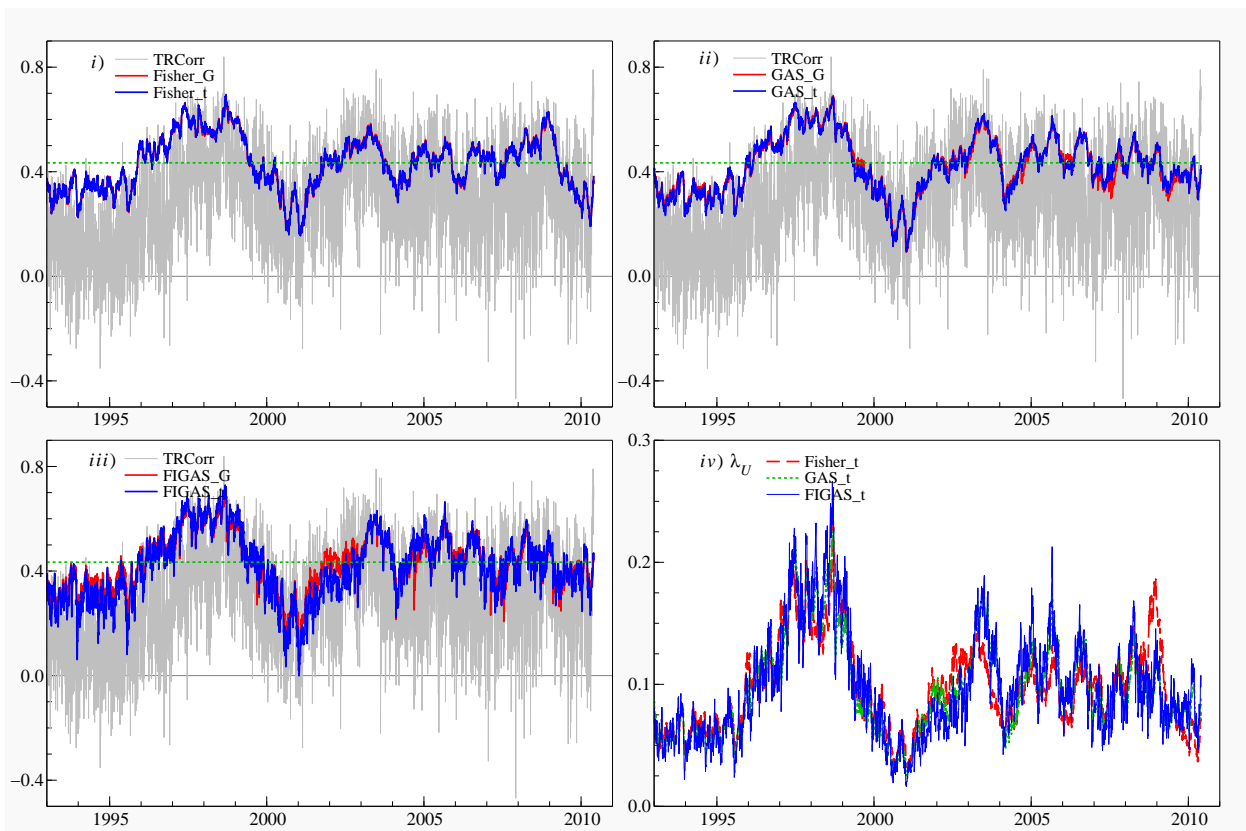 i)
TRCorr
Fisher_G
Fisher_t
0.8
0.4
0.0
−0.4
1995 2000 2005 2010
ii)
TRCorr
GAS_G
GAS_t
0.8
0.4
0.0
−0.4
1995 2000 2005 2010
iii)
TRCorr
FIGAS_G
FIGAS_t
0.8
0.4
0.0
−0.4
1995 2000 2005 2010
iv) λU
Fisher_t
GAS_t
FIGAS_t
0.3
0.2
0.1
0.0
1995 2000 2005 2010